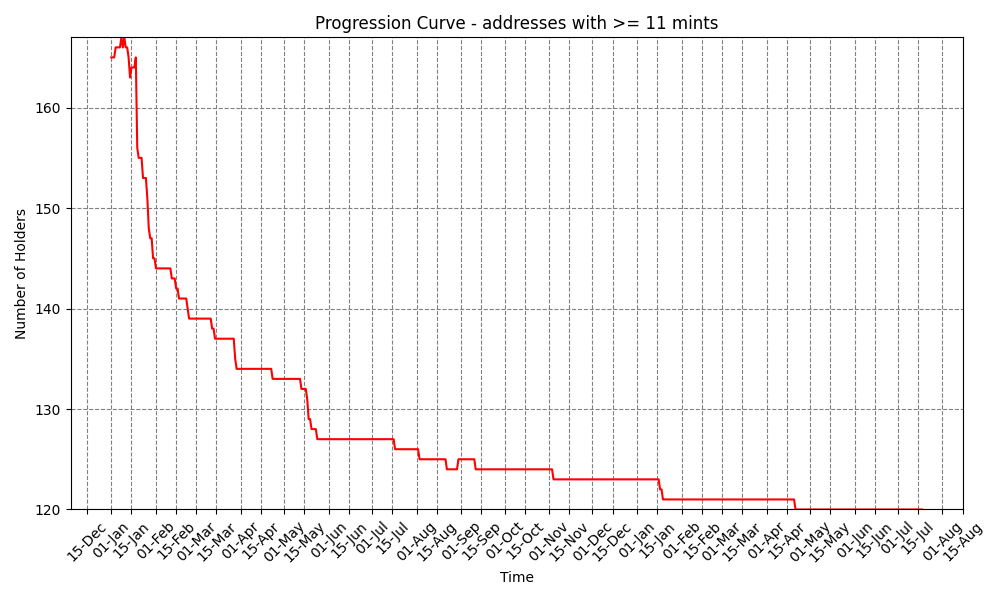 Progression Curve - addresses with >= 11 mints
Number of Holders
160
150
140
130
120
15-Dec
01-Jan
15-Jan
01-Feb
15-Feb
01-Mar
15-Mar
01-Apr
15-Apr
01-May
15-May
01-Jun
15-Jun
01-Jul
15-Jul
01-Aug
15-Aug
01-Sep
15-Sep
01-Oct
15-Oct
01-Nov
15-Nov
01-Dec
15-Dec
01-Jan
15-Jan
01-Feb
15-Feb
01-Mar
15-Mar
01-Apr
15-Apr
01-May
15-May
01-Jun
15-Jun
01-Jul
15-Jul
01-Aug
15-Aug
Time